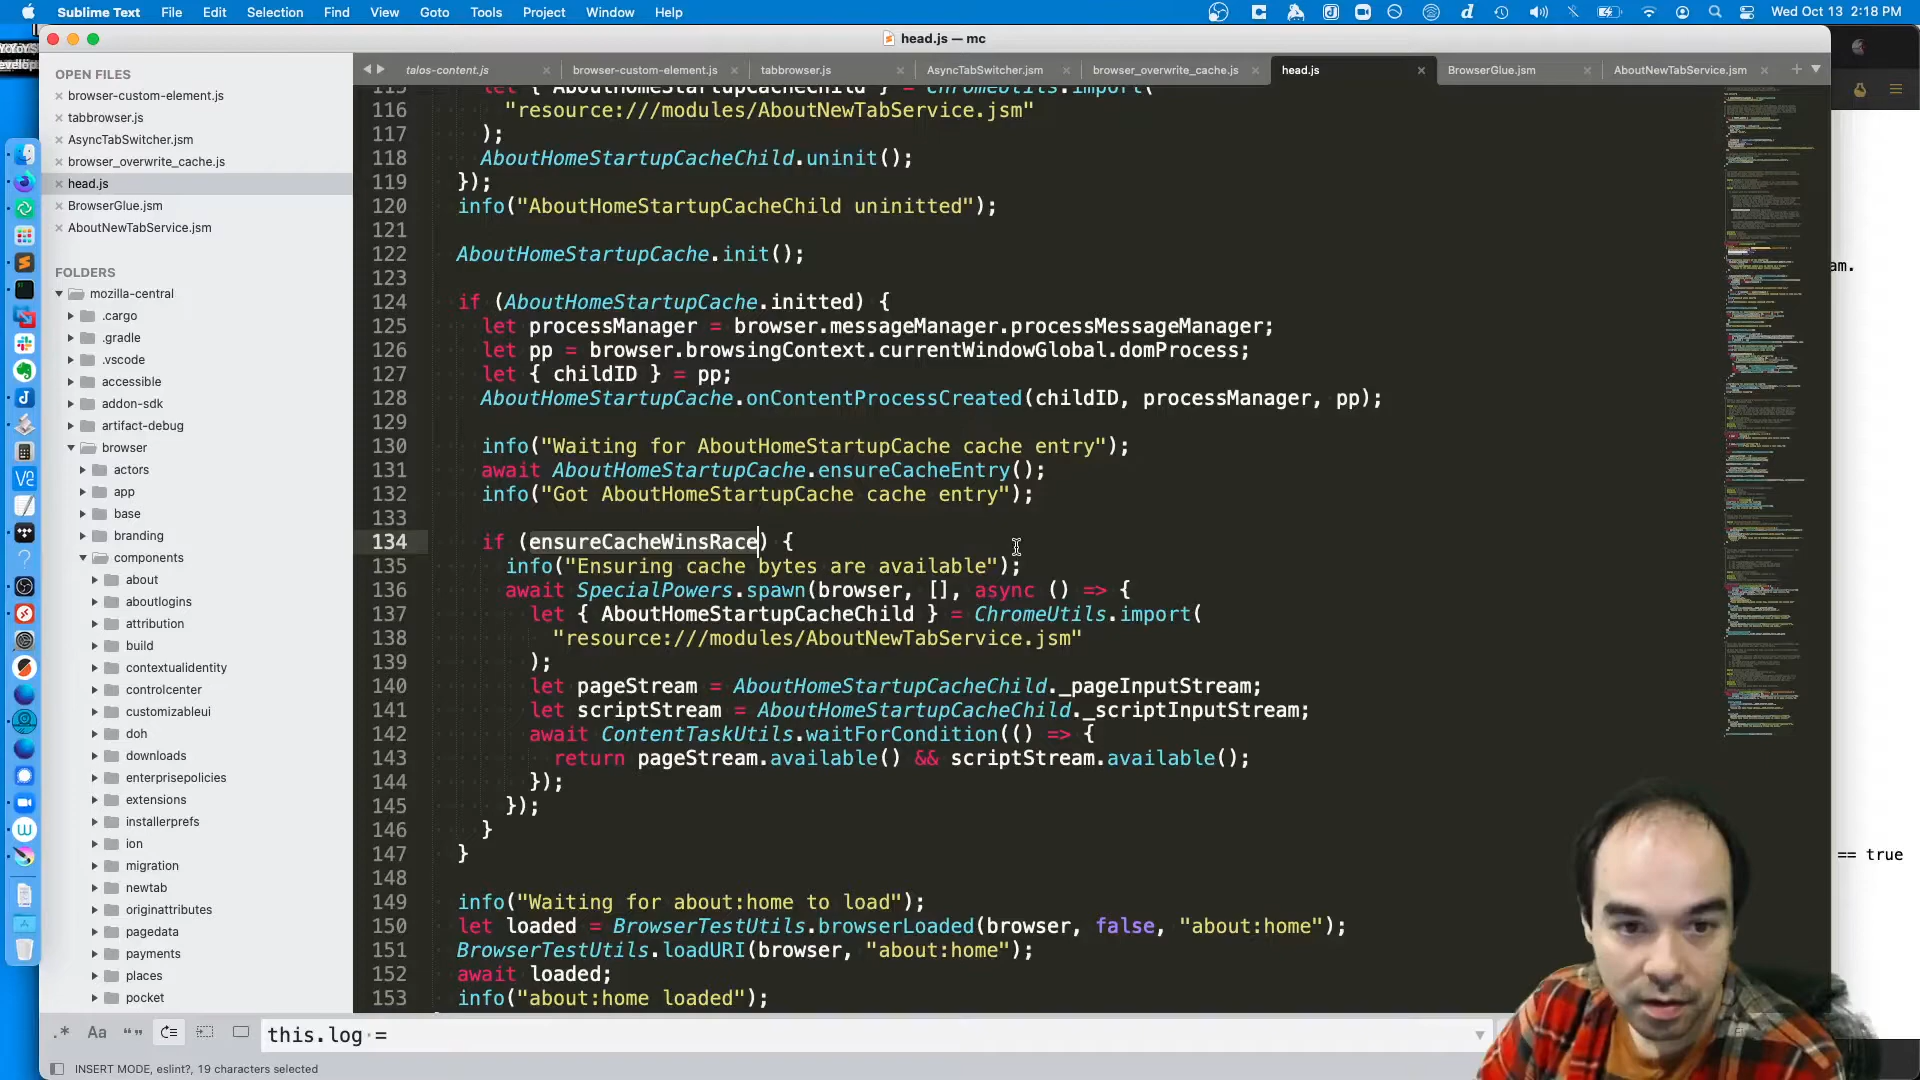 Sublime Text File Edit Selection Find View Goto Tools Project Window Help Wed Oct 13 2:18 PM
head.js — mc
OPEN FILES
browser-custom-element.js
tabbrowser.js
AsyncTabSwitcher.jsm
browser_overwrite_cache.js
head.js
BrowserGlue.jsm
AboutNewTabService.jsm
FOLDERS
mozilla-central
.cargo
.gradle
.vscode
accessible
addon-sdk
artifact-debug
browser
actors
app
base
branding
components
about
aboutlogins
attribution
build
contextualidentity
controlcenter
customizableui
doh
downloads
enterprisepolicies
extensions
installerprefs
ion
migration
newtab
originattributes
pagedata
payments
places
pocket
talos-content.js browser-custom-element.js tabbrowser.js AsyncTabSwitcher.jsm browser_overwrite_cache.js head.js BrowserGlue.jsm AboutNewTabService.jsm
115 let { AboutHomeStartupCacheChild } = ChromeUtils.import(
116 "resource:///modules/AboutNewTabService.jsm"
117 );
118 AboutHomeStartupCacheChild.uninit();
119 });
120 info("AboutHomeStartupCacheChild uninitted");
121
122 AboutHomeStartupCache.init();
123
124 if (AboutHomeStartupCache.initted) {
125 let processManager = browser.messageManager.processMessageManager;
126 let pp = browser.browsingContext.currentWindowGlobal.domProcess;
127 let { childID } = pp;
128 AboutHomeStartupCache.onContentProcessCreated(childID, processManager, pp);
129
130 info("Waiting for AboutHomeStartupCache cache entry");
131 await AboutHomeStartupCache.ensureCacheEntry();
132 info("Got AboutHomeStartupCache cache entry");
133
134 if (ensureCacheWinsRace) {
135 info("Ensuring cache bytes are available");
136 await SpecialPowers.spawn(browser, [], async () => {
137 let { AboutHomeStartupCacheChild } = ChromeUtils.import(
138 "resource:///modules/AboutNewTabService.jsm"
139 );
140 let pageStream = AboutHomeStartupCacheChild._pageInputStream;
141 let scriptStream = AboutHomeStartupCacheChild._scriptInputStream;
142 await ContentTaskUtils.waitForCondition(() => {
143 return pageStream.available() && scriptStream.available();
144 });
145 });
146 }
147 }
148
149 info("Waiting for about:home to load");
150 let loaded = BrowserTestUtils.browserLoaded(browser, false, "about:home");
151 BrowserTestUtils.loadURI(browser, "about:home");
152 await loaded;
153 info("about:home loaded");
am.
== true
this.log =
INSERT MODE, eslint?, 19 characters selected